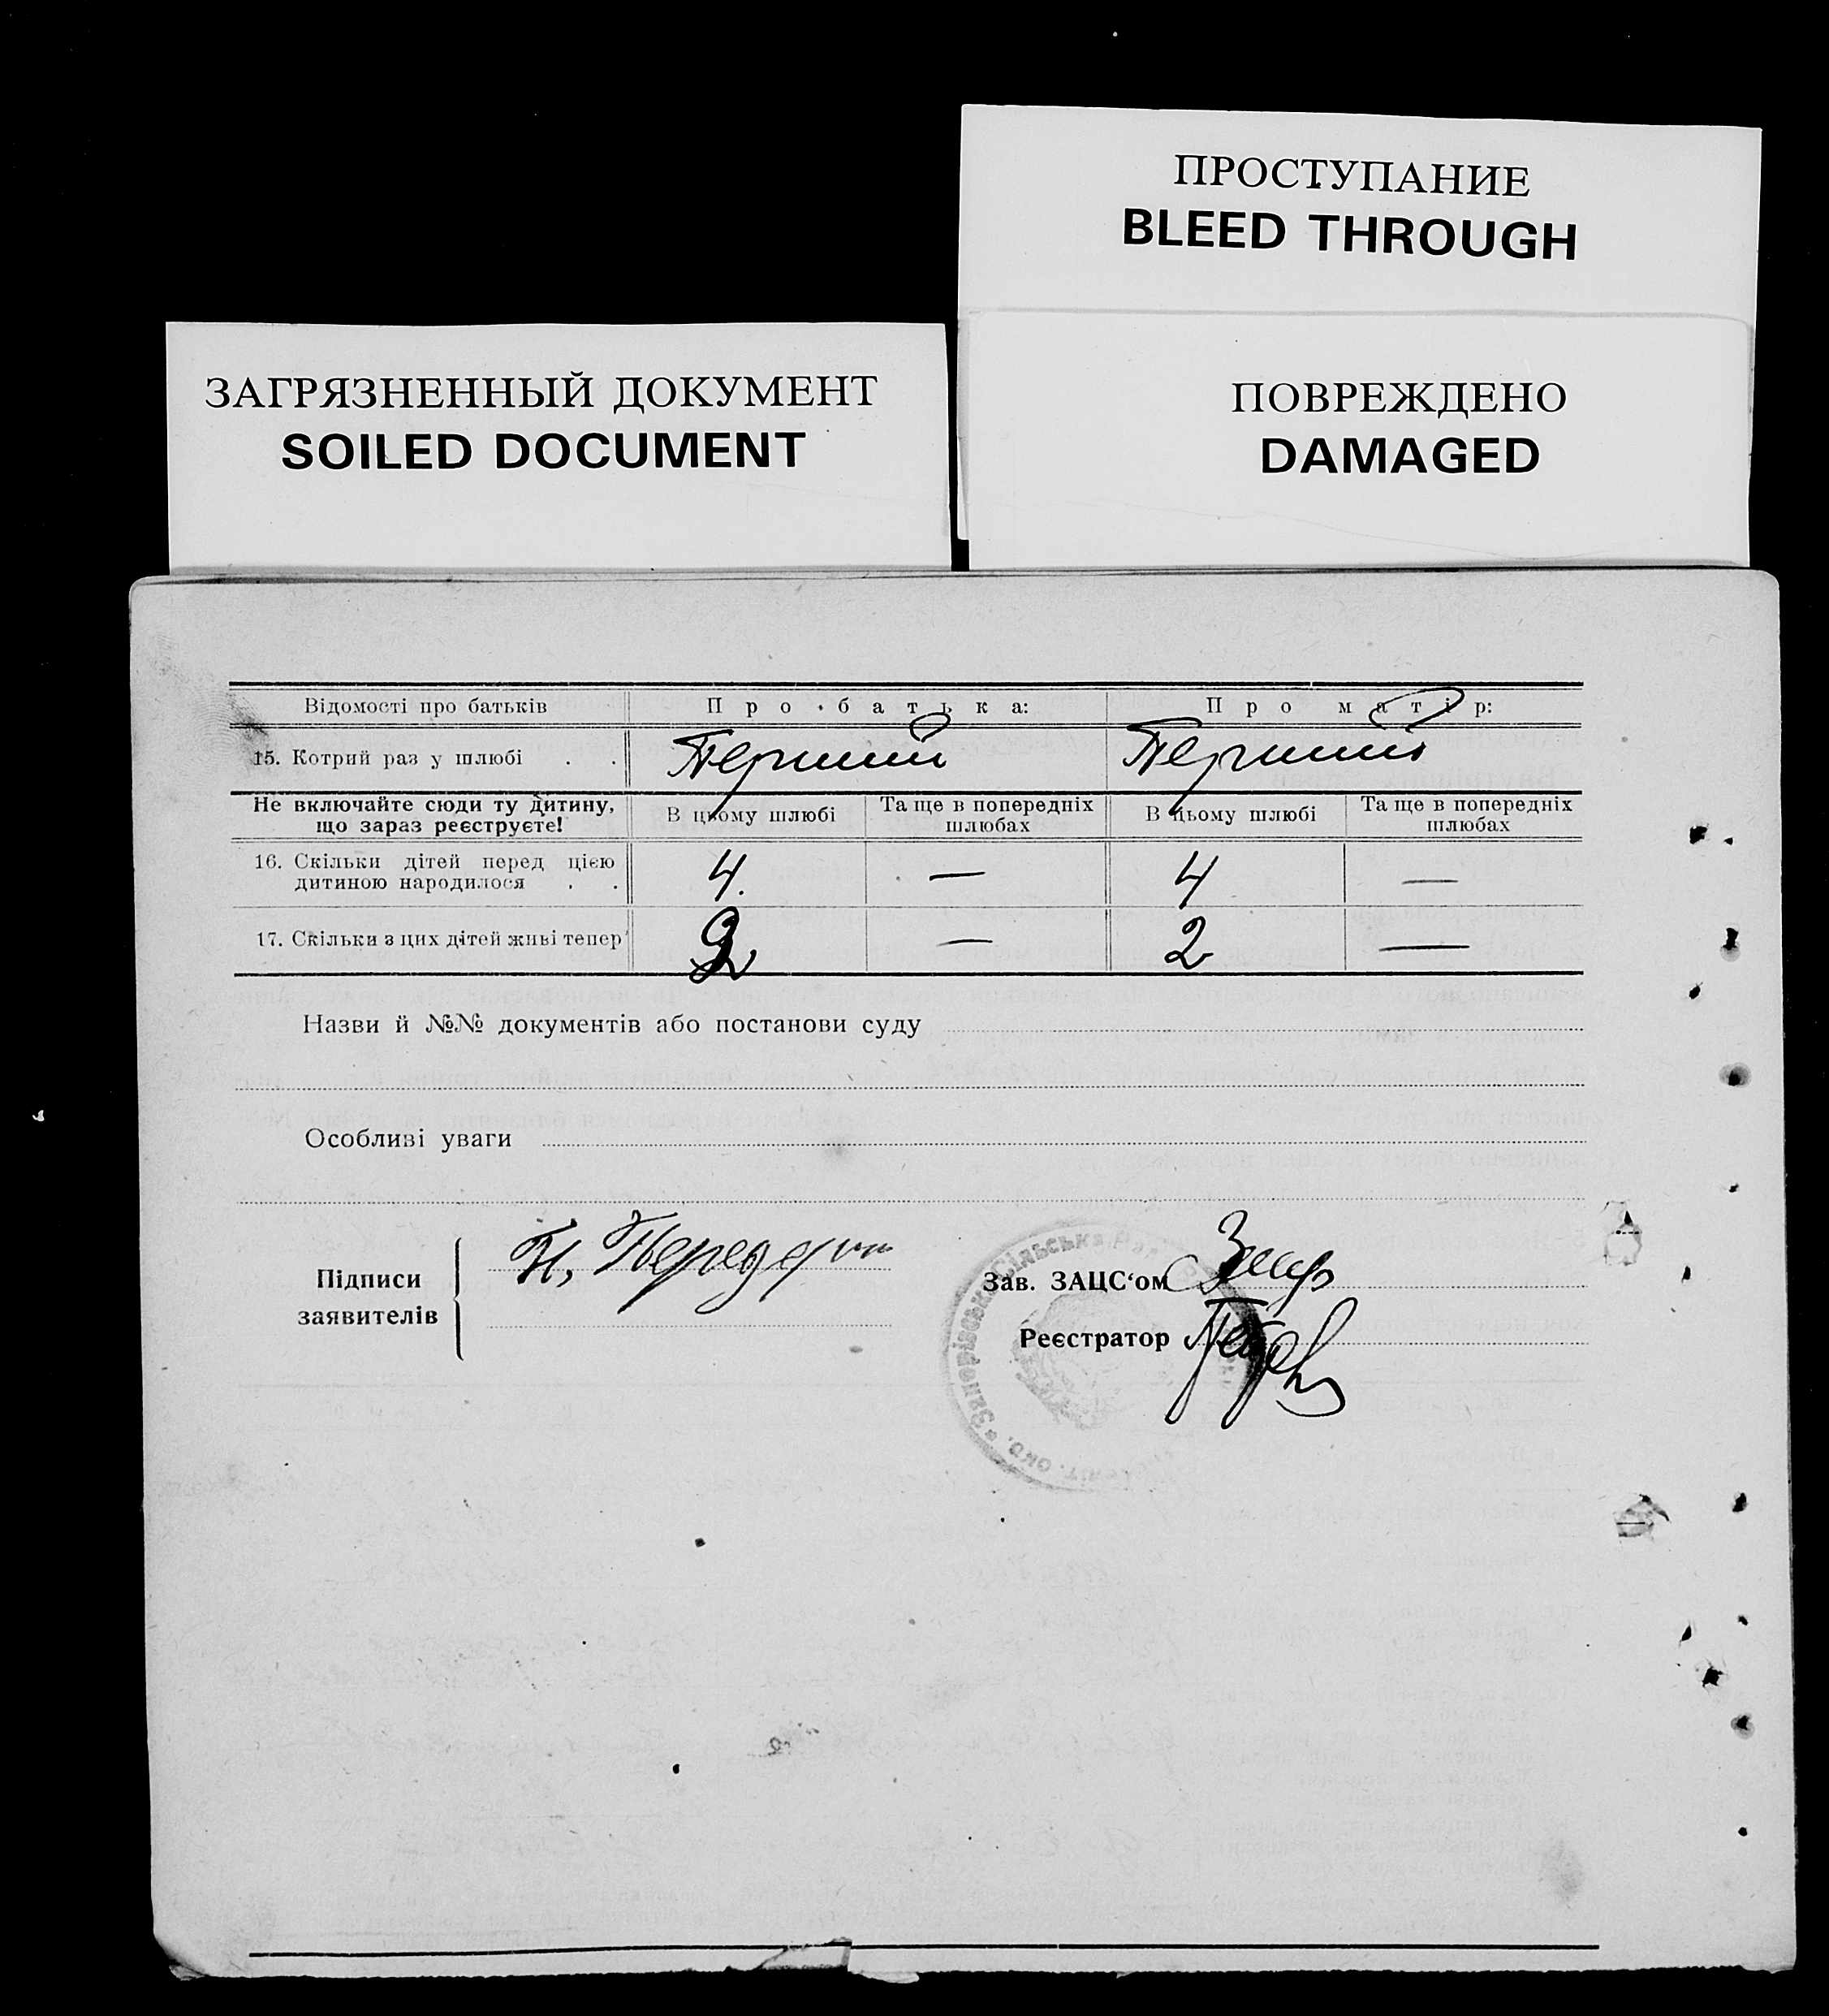 ПРОСТУПАНИЕ
BLEED THROUGH
ЗАГРЯЗНЕННЫЙ ДОКУМЕНТ
SOILED DOCUMENT
ПОВРЕЖДЕНО
DAMAGED
Відомості про батьків Про батька: Про матір:
15. Котрий раз у шлюбі . . Перший Перший
Не включайте сюди ту дитину, що зараз реєструєте! В цьому шлюбі Та ще в попередніх шлюбах В цьому шлюбі Та ще в попередніх шлюбах
16. Скільки дітей перед цією
дитиною народилося . . 4. — 4 —
17. Скільки з цих дітей живі тепер 2 — 2 —
Назви й №№ документів або постанови суду
Особливі уваги
Підписи
заявителів
Зав. ЗАЦС‘ом
Реєстратор
Сільська
окр.